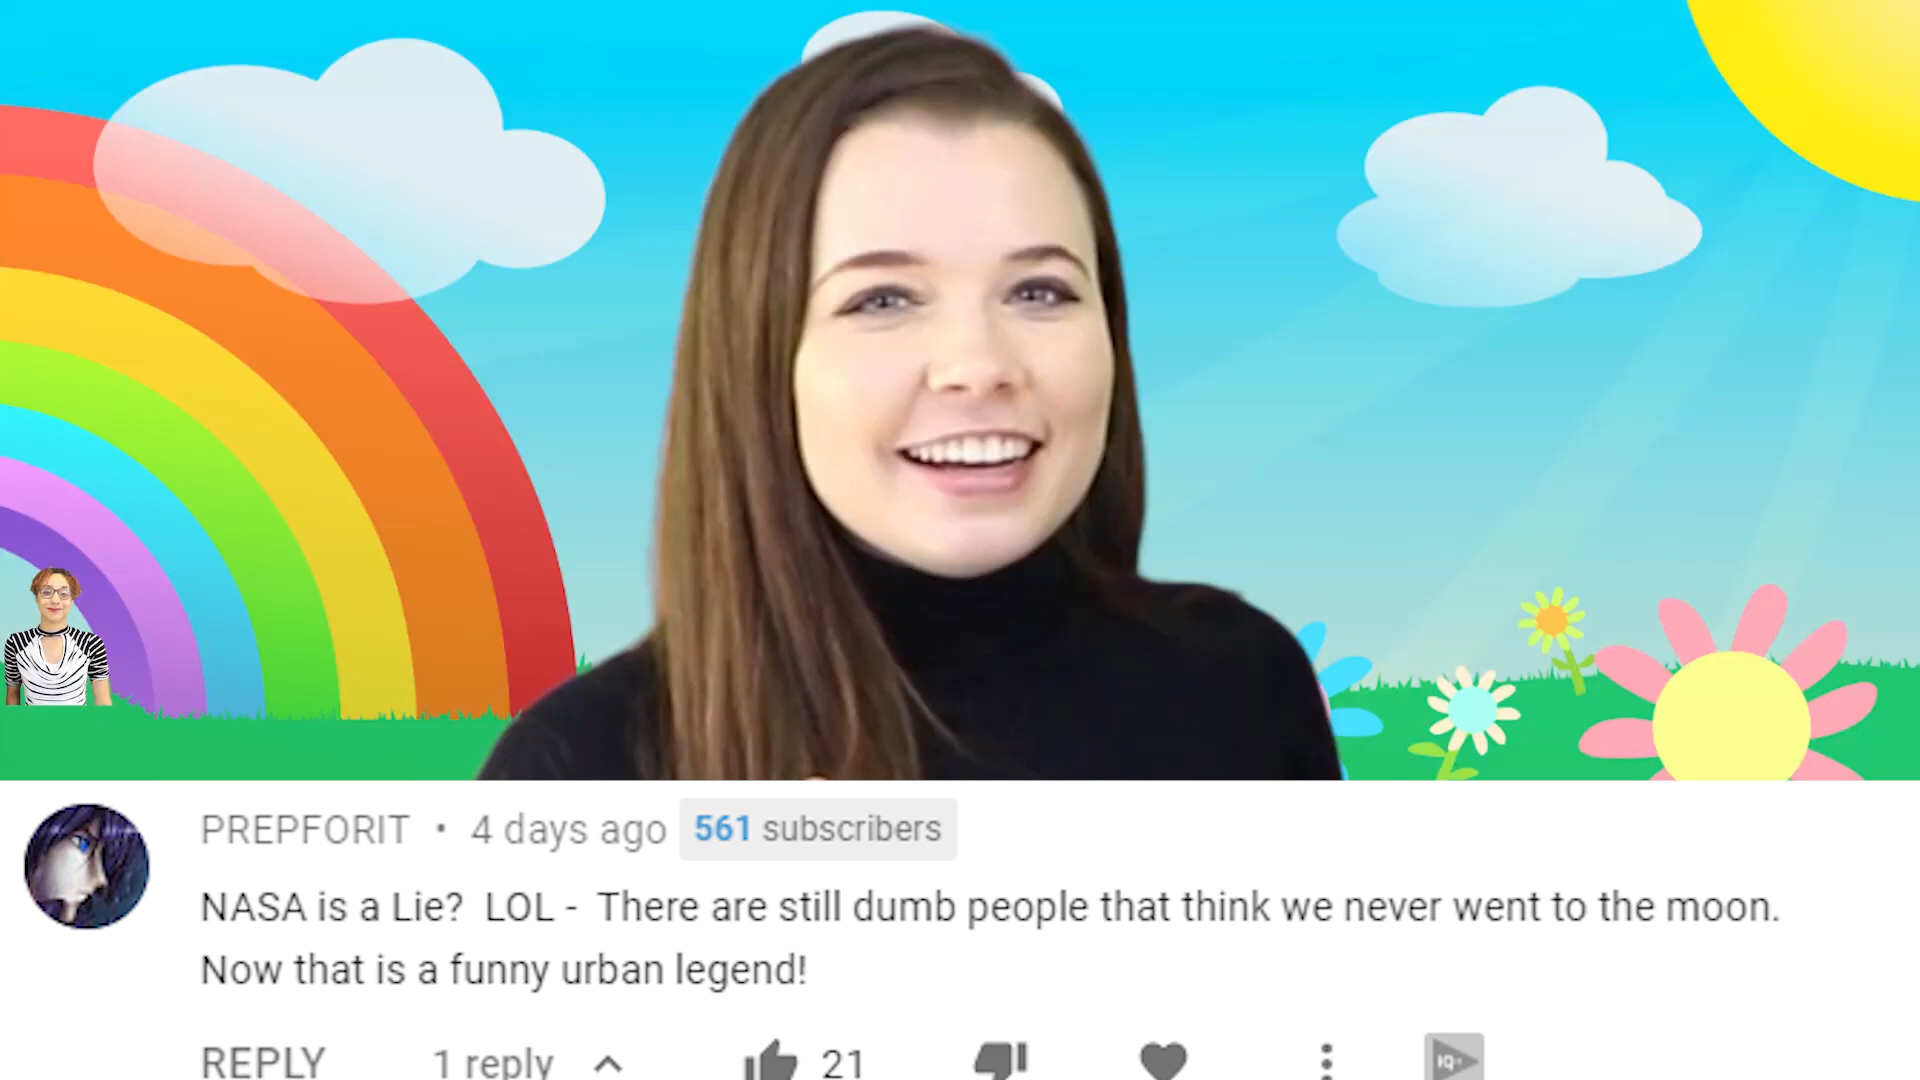 PREPFORIT • 4 days ago 561 subscribers
NASA is a Lie?  LOL -  There are still dumb people that think we never went to the moon.
Now that is a funny urban legend!
REPLY 1 reply 21 IQ+